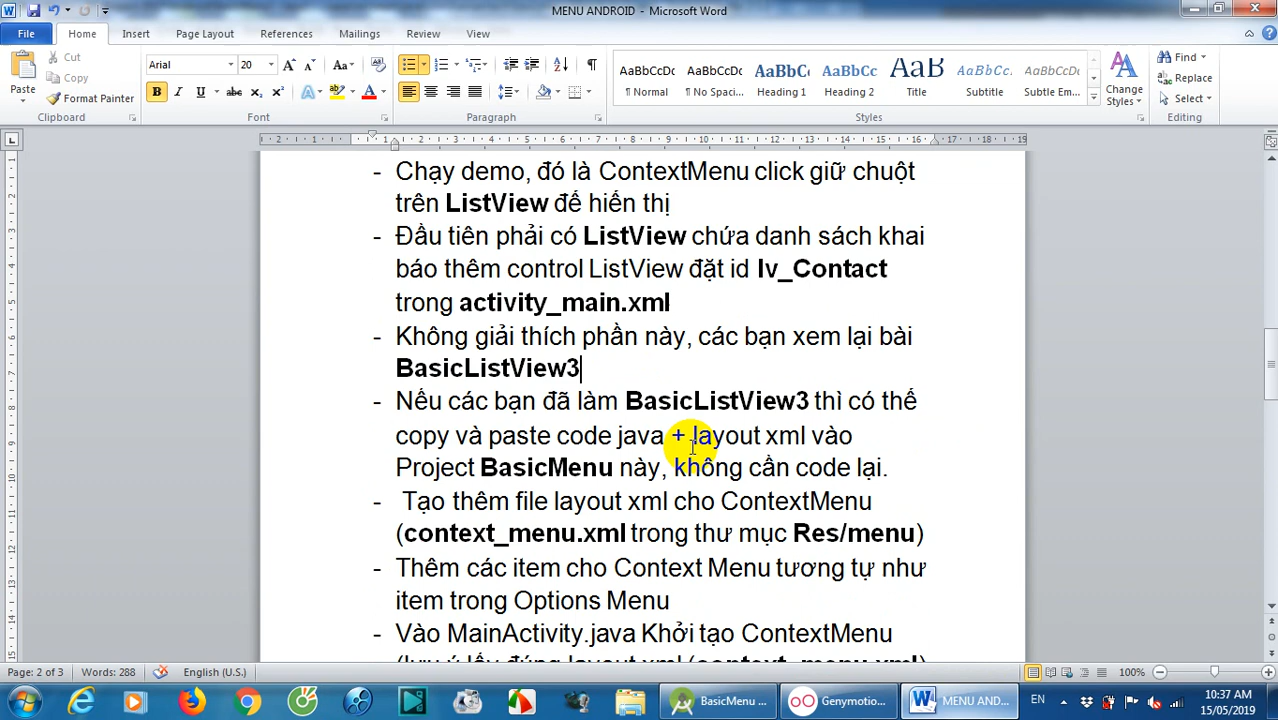 MENU ANDROID - Microsoft Word
File Home Insert Page Layout References Mailings Review View
Cut
Copy
Format Painter
Paste
Clipboard
Arial 20
Font
Paragraph
AaBbCcDc AaBbCcDc AaBbCc AaBbCc AaB AaBbCcL AaBbCcDc
¶ Normal ¶ No Spaci... Heading 1 Heading 2 Title Subtitle Subtle Em...
Change Styles
Styles
Find
Replace
Select
Editing
- Chạy demo, đó là ContextMenu click giữ chuột
trên ListView để hiển thị
- Đầu tiên phải có ListView chứa danh sách khai
báo thêm control ListView đặt id lv_Contact
trong activity_main.xml
- Không giải thích phần này, các bạn xem lại bài
BasicListView3
- Nếu các bạn đã làm BasicListView3 thì có thể
copy và paste code java + layout xml vào
Project BasicMenu này, không cần code lại.
- Tạo thêm file layout xml cho ContextMenu
(context_menu.xml trong thư mục Res/menu)
- Thêm các item cho Context Menu tương tự như
item trong Options Menu
- Vào MainActivity.java Khởi tạo ContextMenu
(lưu ý lấy đúng layout xml (context_menu.xml)
Page: 2 of 3 Words: 288 English (U.S.) 100%
BasicMenu ... Genymotio... MENU AND... EN 10:37 AM
15/05/2019